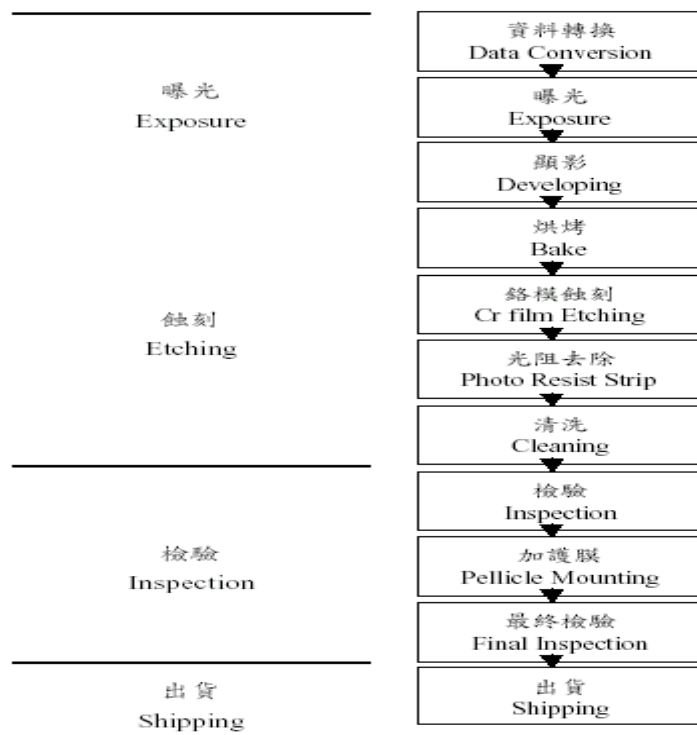 曝光
Exposure
蝕刻
Etching
檢驗
Inspection
出貨
Shipping
資料轉換
Data Conversion
曝光
Exposure
顯影
Developing
烘烤
Bake
鉻模蝕刻
Cr film Etching
光阻去除
Photo Resist Strip
清洗
Cleaning
檢驗
Inspection
加護膜
Pellicle Mounting
最終檢驗
Final Inspection
出貨
Shipping